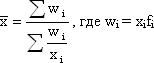 x̅ = ∑wᵢ / ∑(wᵢ / xᵢ) , где wᵢ = xᵢfᵢ